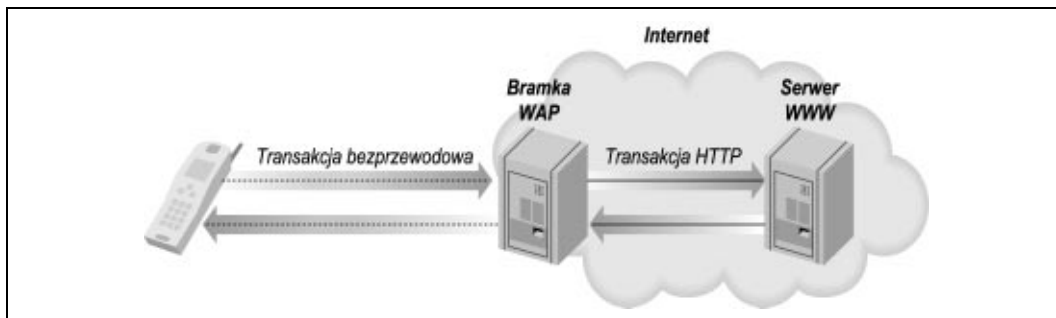 Internet
Bramka
WAP
Serwer
WWW
Transakcja bezprzewodowa
Transakcja HTTP